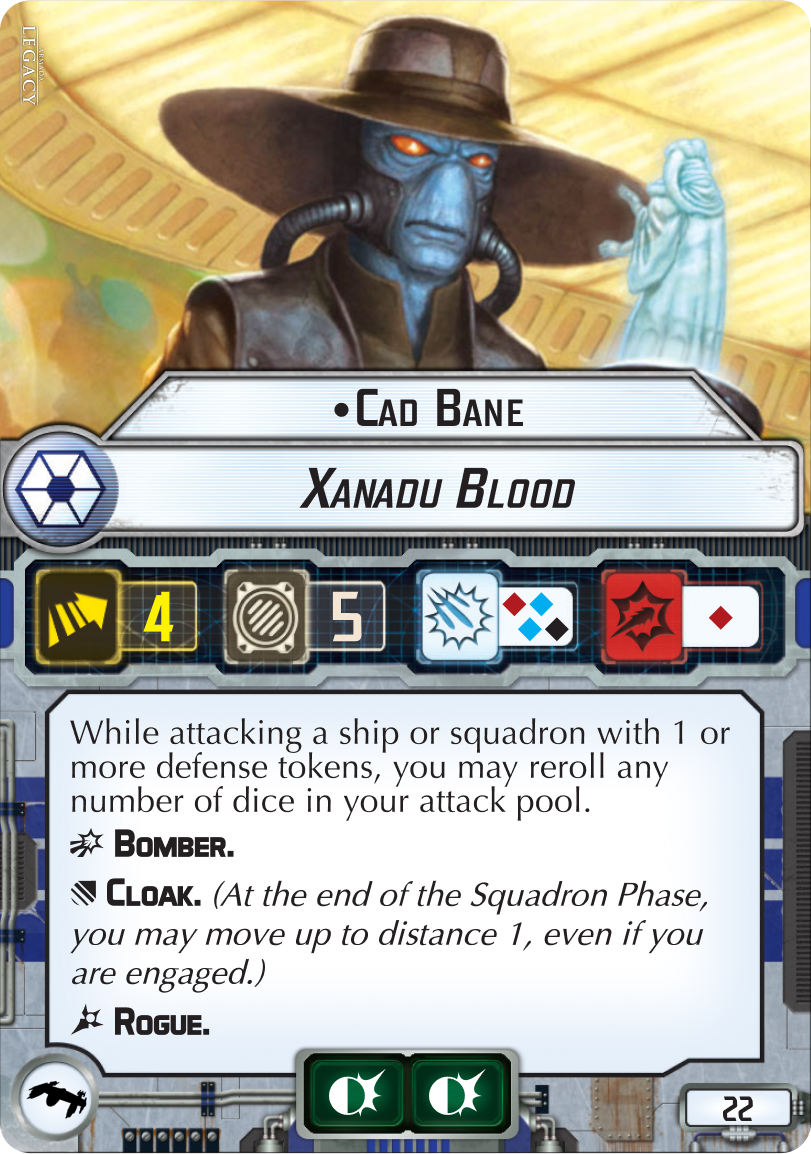 ARMADA
LEGACY
•Cad Bane
Xanadu Blood
4
5
While attacking a ship or squadron with 1 or
more defense tokens, you may reroll any
number of dice in your attack pool.
Bomber.
Cloak. (At the end of the Squadron Phase,
you may move up to distance 1, even if you
are engaged.)
Rogue.
22